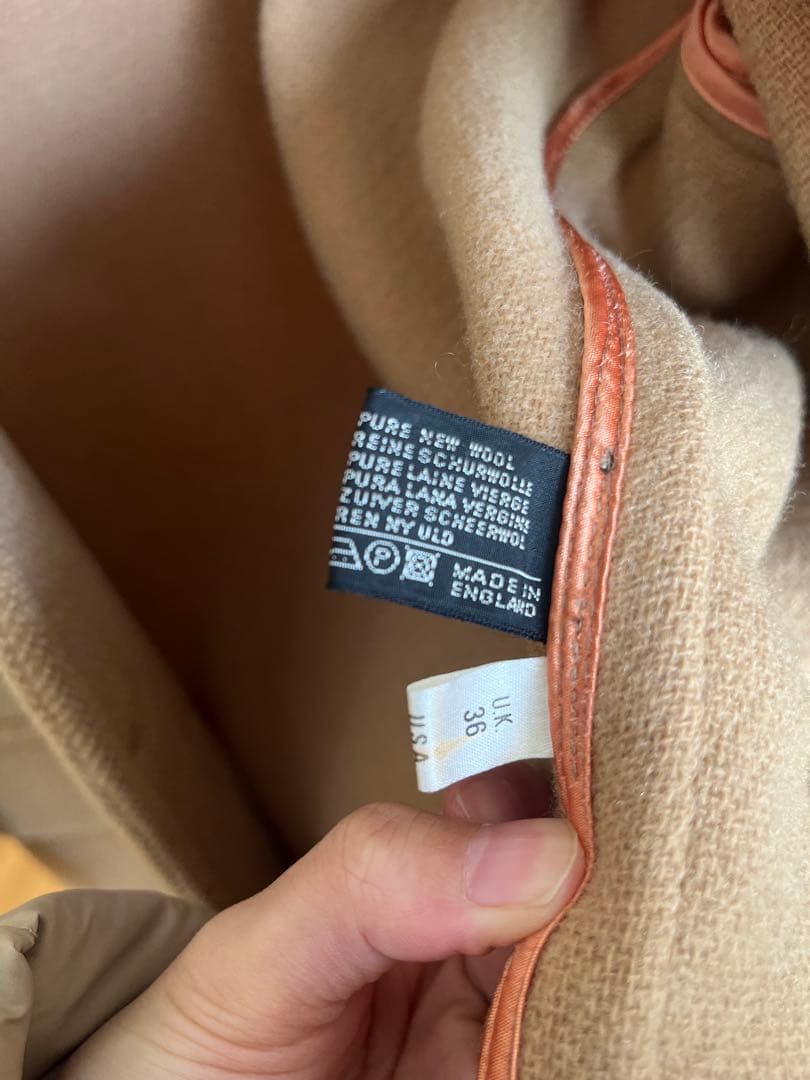 PURE NEW WOOL
REINE SCHURWOLLE
PURE LAINE VIERGE
PURA LANA VERGINE
ZUIVER SCHEERWOL
REN NY ULD
P
MADE IN
ENGLAND
U.K.
36
U.S.A